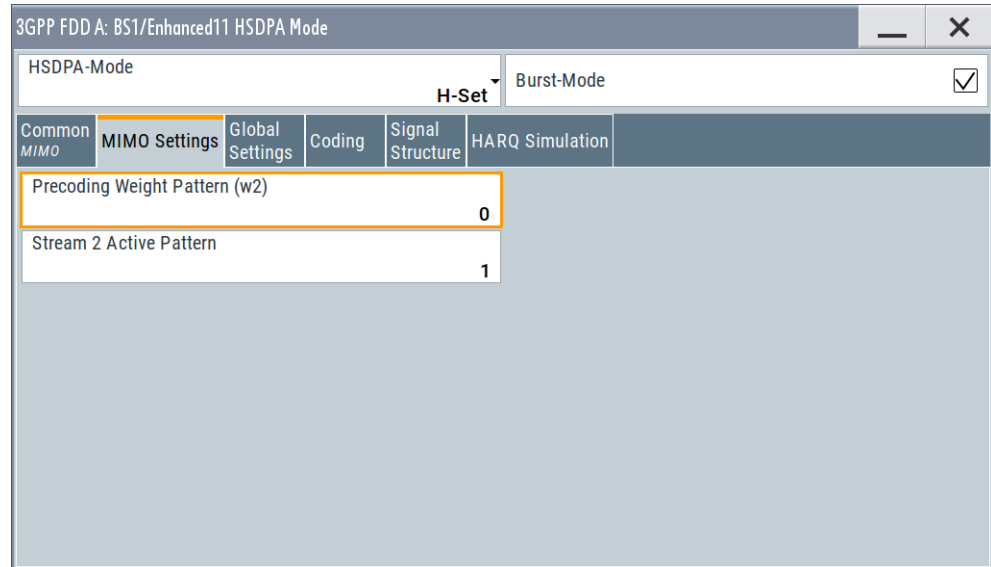 3GPP FDD A: BS1/Enhanced11 HSDPA Mode
HSDPA-Mode
H-Set
Burst-Mode
Common
MIMO
MIMO Settings
Global
Settings
Coding
Signal
Structure
HARQ Simulation
Precoding Weight Pattern (w2)
0
Stream 2 Active Pattern
1